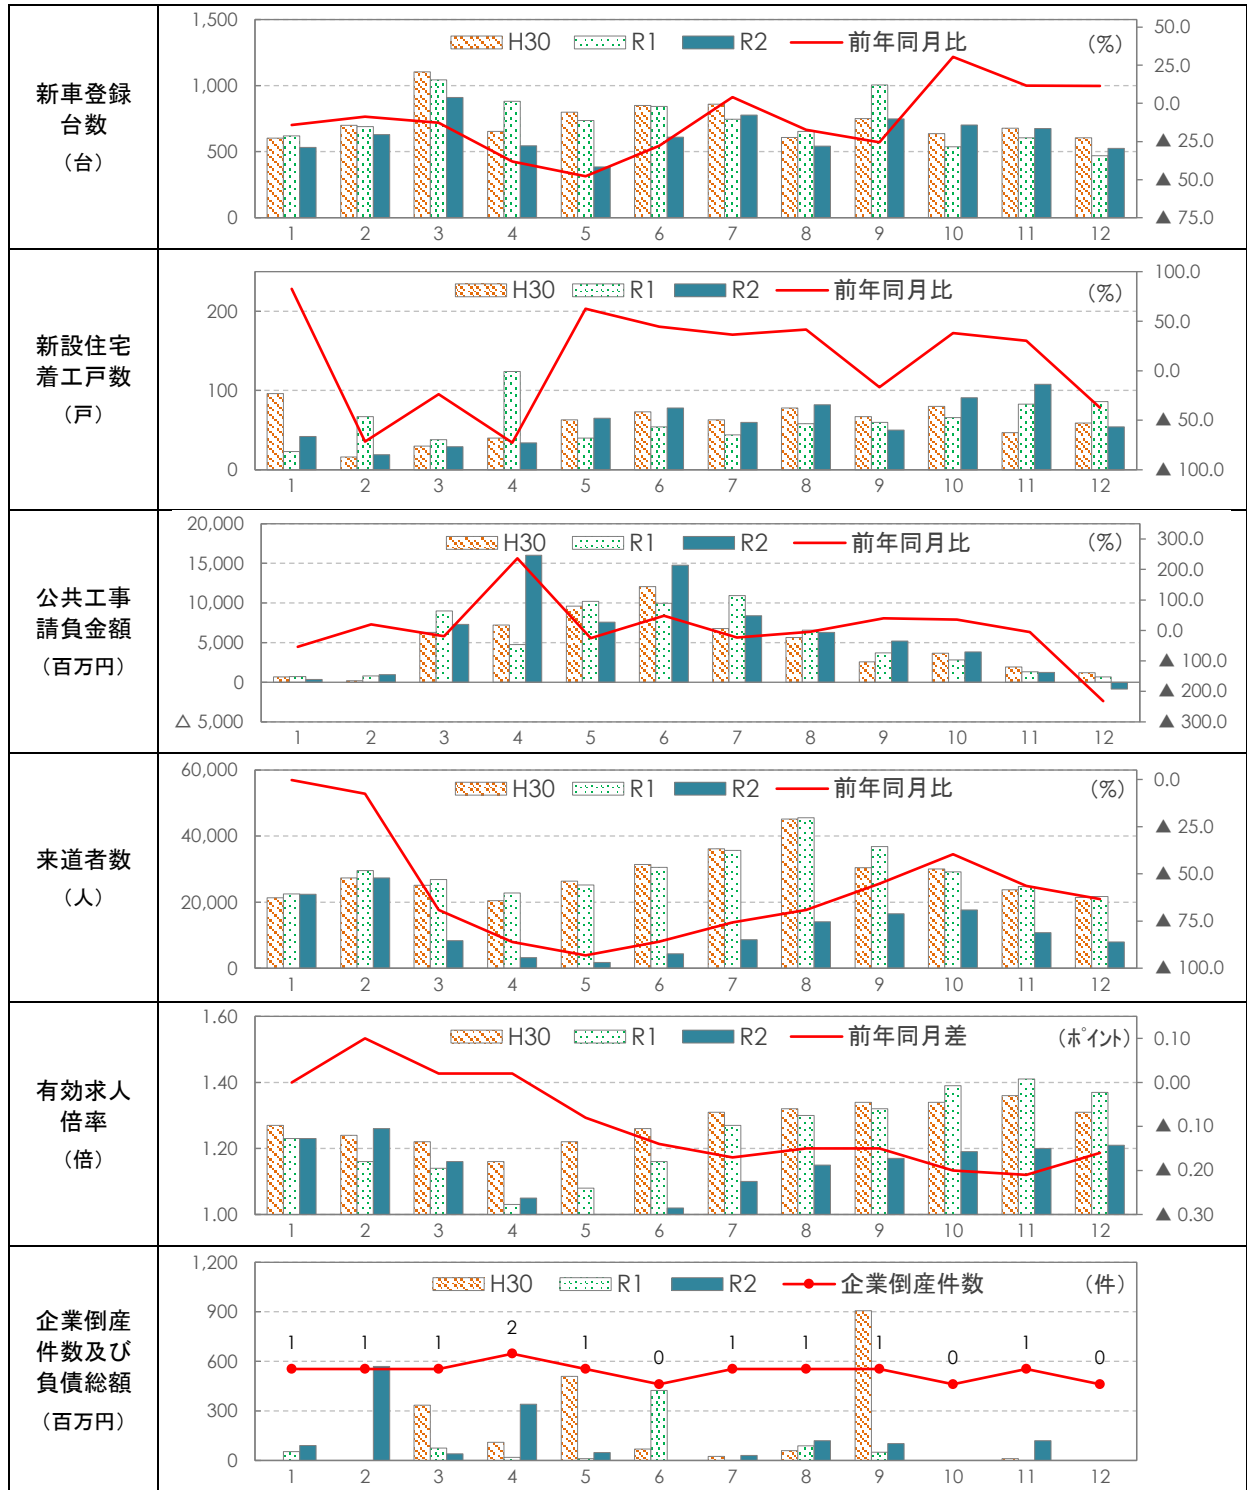 新車登録
台数
（台）
1,500
1,000
500
0
H30 R1 R2 前年同月比 (%)
50.0
25.0
0.0
▲ 25.0
▲ 50.0
▲ 75.0
1 2 3 4 5 6 7 8 9 10 11 12
新設住宅
着工戸数
（戸）
200
100
0
H30 R1 R2 前年同月比 (%)
100.0
50.0
0.0
▲ 50.0
▲ 100.0
1 2 3 4 5 6 7 8 9 10 11 12
公共工事
請負金額
（百万円）
20,000
15,000
10,000
5,000
0
△ 5,000
H30 R1 R2 前年同月比 (%)
300.0
200.0
100.0
0.0
▲ 100.0
▲ 200.0
▲ 300.0
1 2 3 4 5 6 7 8 9 10 11 12
来道者数
（人）
60,000
40,000
20,000
0
H30 R1 R2 前年同月比 (%)
0.0
▲ 25.0
▲ 50.0
▲ 75.0
▲ 100.0
1 2 3 4 5 6 7 8 9 10 11 12
有効求人
倍率
（倍）
1.60
1.40
1.20
1.00
H30 R1 R2 前年同月差 (ﾎﾟｲﾝﾄ)
0.10
0.00
▲ 0.10
▲ 0.20
▲ 0.30
1 2 3 4 5 6 7 8 9 10 11 12
企業倒産
件数及び
負債総額
（百万円）
1,200
900
600
300
0
H30 R1 R2 企業倒産件数 (件)
1 1 1 2 1 0 1 1 1 0 1 0
1 2 3 4 5 6 7 8 9 10 11 12